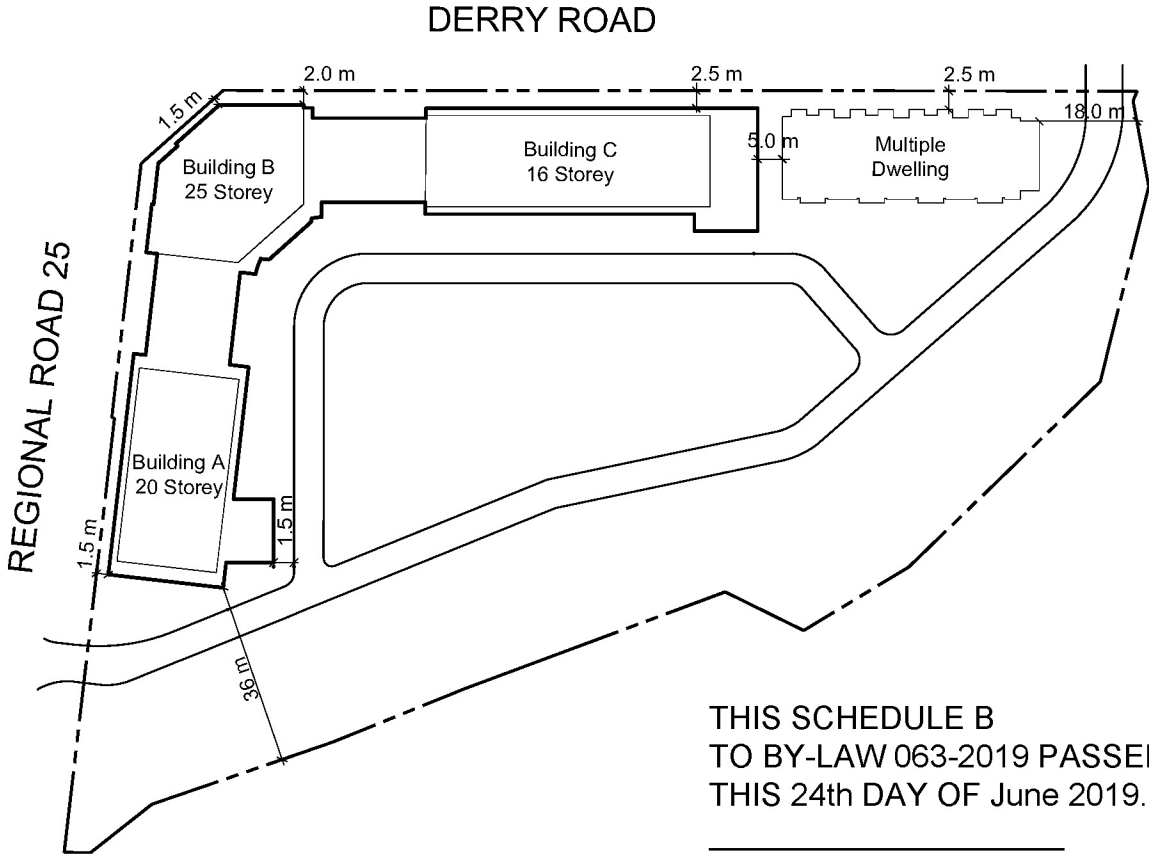 DERRY ROAD
2.0 m
2.5 m
2.5 m
1.5 m
18.0 m
5.0 m
Building B
25 Storey
Building C
16 Storey
Multiple
Dwelling
REGIONAL ROAD 25
Building A
20 Storey
1.5 m
1.5 m
36 m
THIS SCHEDULE B
TO BY-LAW 063-2019 PASSE
THIS 24th DAY OF June 2019.